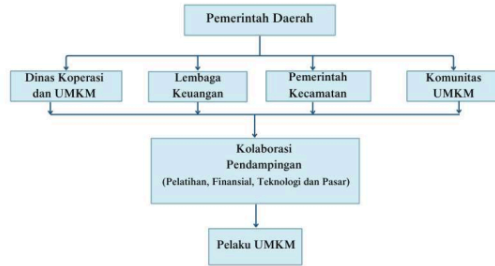 Pemerintah Daerah
Dinas Koperasi
dan UMKM
Lembaga
Keuangan
Pemerintah
Kecamatan
Komunitas
UMKM
Kolaborasi
Pendampingan
(Pelatihan, Finansial, Teknologi dan Pasar)
Pelaku UMKM